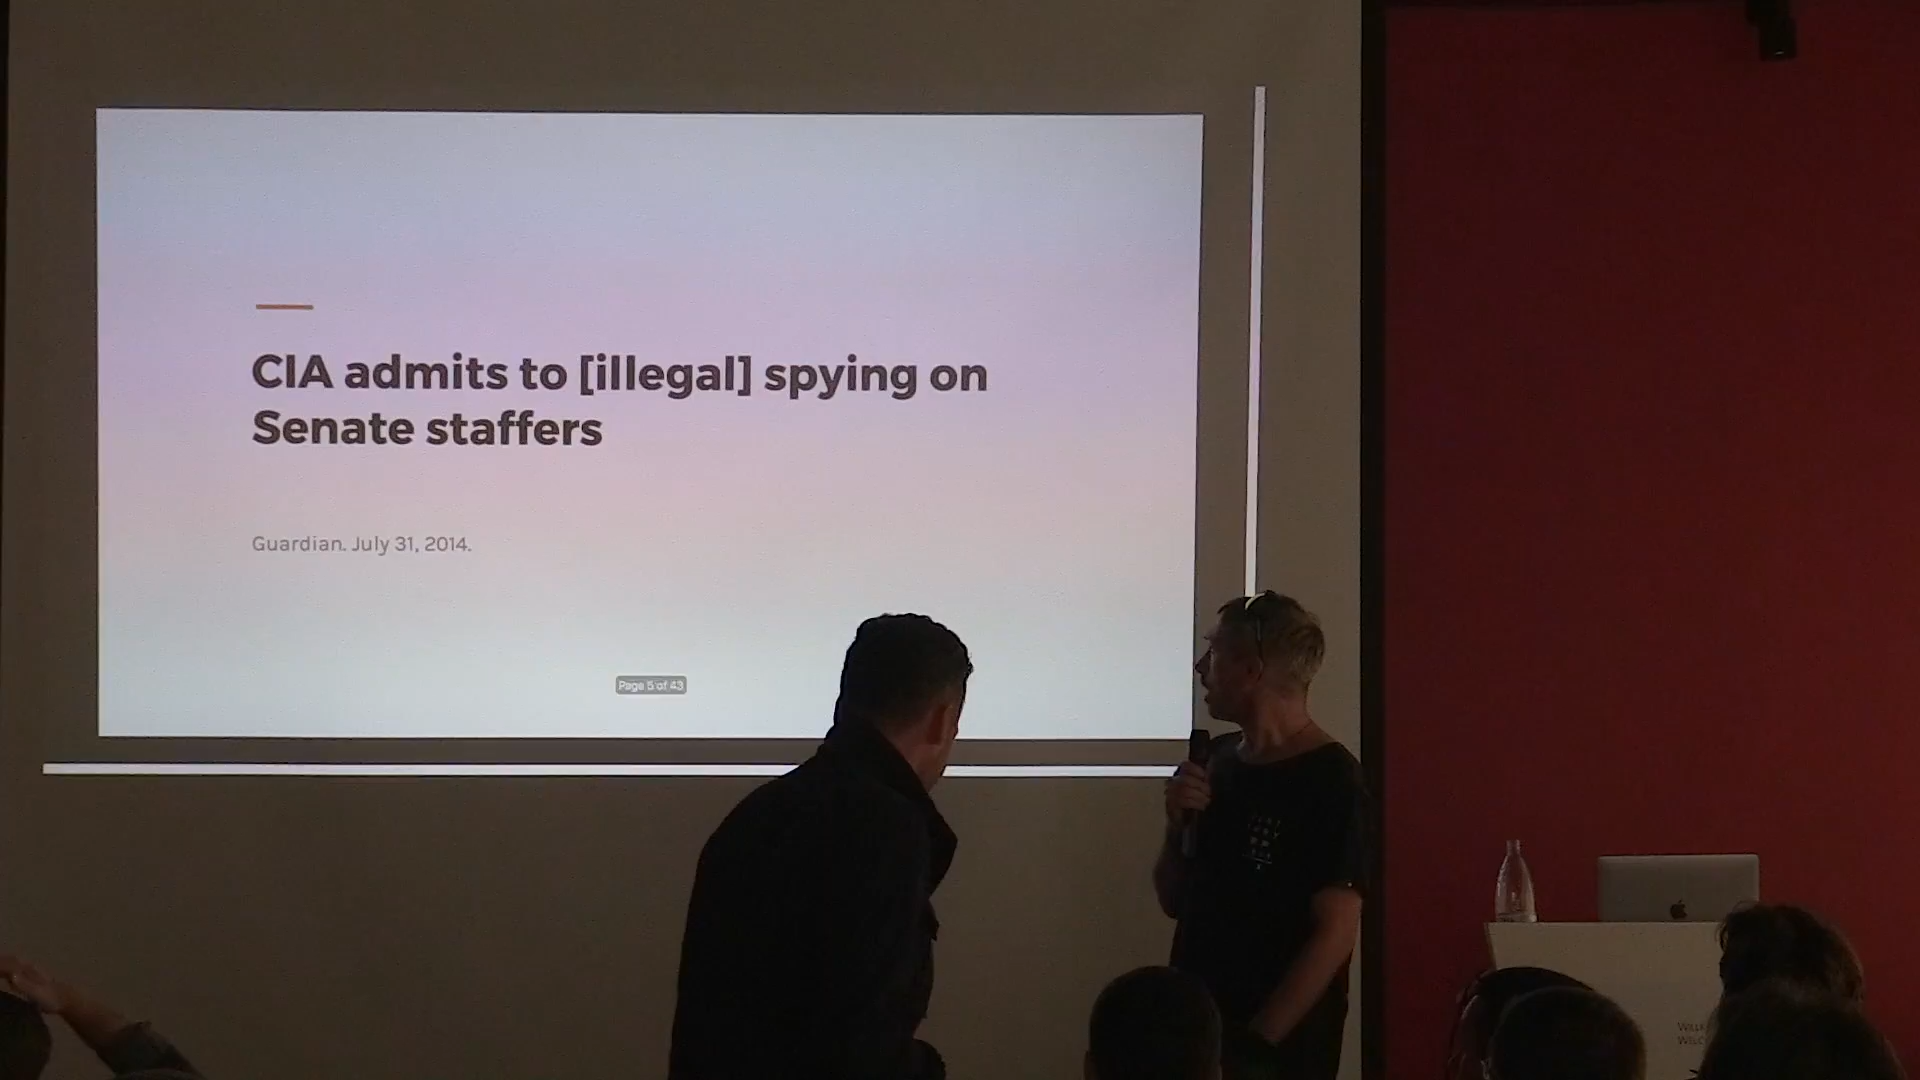 CIA admits to [illegal] spying on
Senate staffers
Guardian. July 31, 2014.
Page 5 of 43